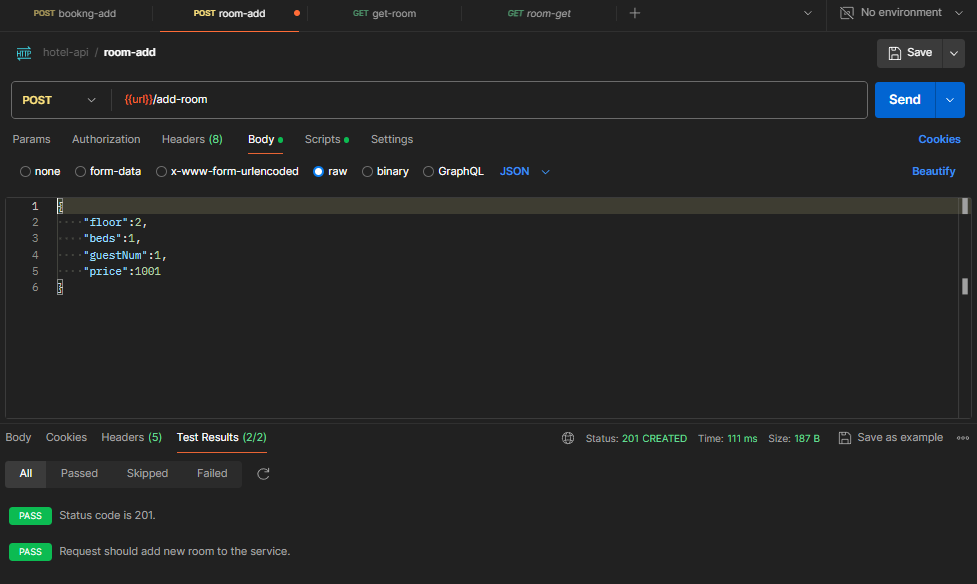 POST bookng-add POST room-add GET get-room GET room-get No environment
HTTP hotel-api / room-add Save
POST {{url}}/add-room Send
Params Authorization Headers (8) Body Scripts Settings Cookies
none form-data x-www-form-urlencoded raw binary GraphQL JSON Beautify
1 {
2 "floor":2,
3 "beds":1,
4 "guestNum":1,
5 "price":1001
6 }
Body Cookies Headers (5) Test Results (2/2) Status: 201 CREATED Time: 111 ms Size: 187 B Save as example
All Passed Skipped Failed
PASS Status code is 201.
PASS Request should add new room to the service.